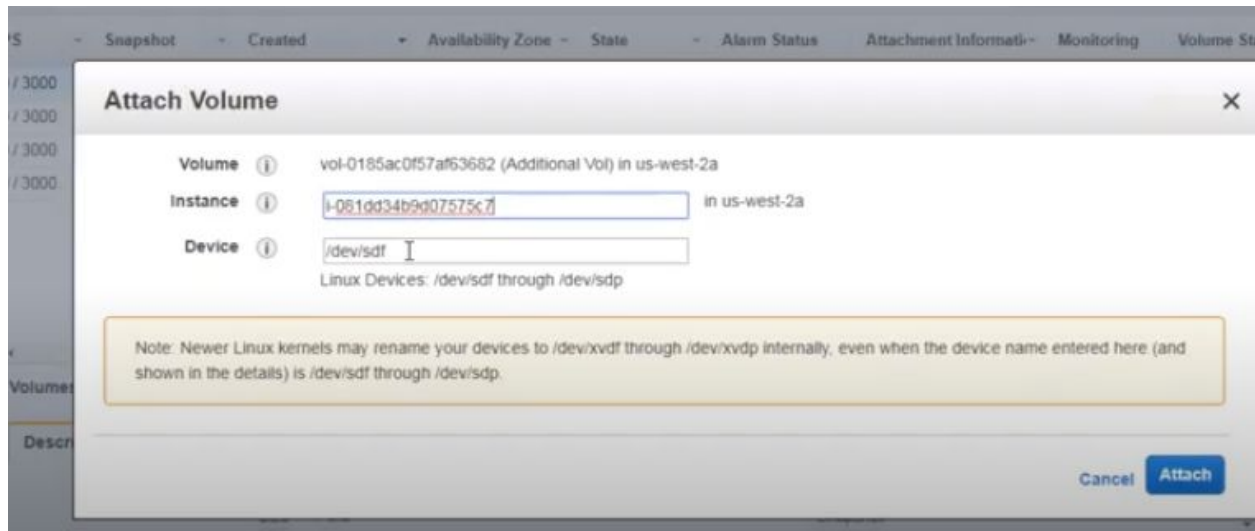 Snapshot Created Availability Zone State Alarm Status Attachment Informati Monitoring Volume St
/ 3000
/ 3000
/ 3000
/ 3000
Attach Volume
Volume vol-0185ac0f57af63682 (Additional Vol) in us-west-2a
Instance i-081dd34b9d07575c7 in us-west-2a
Device /dev/sdf
Linux Devices: /dev/sdf through /dev/sdp
Note: Newer Linux kernels may rename your devices to /dev/xvdf through /dev/xvdp internally, even when the device name entered here (and
shown in the details) is /dev/sdf through /dev/sdp.
Volumes
Descr
Cancel Attach